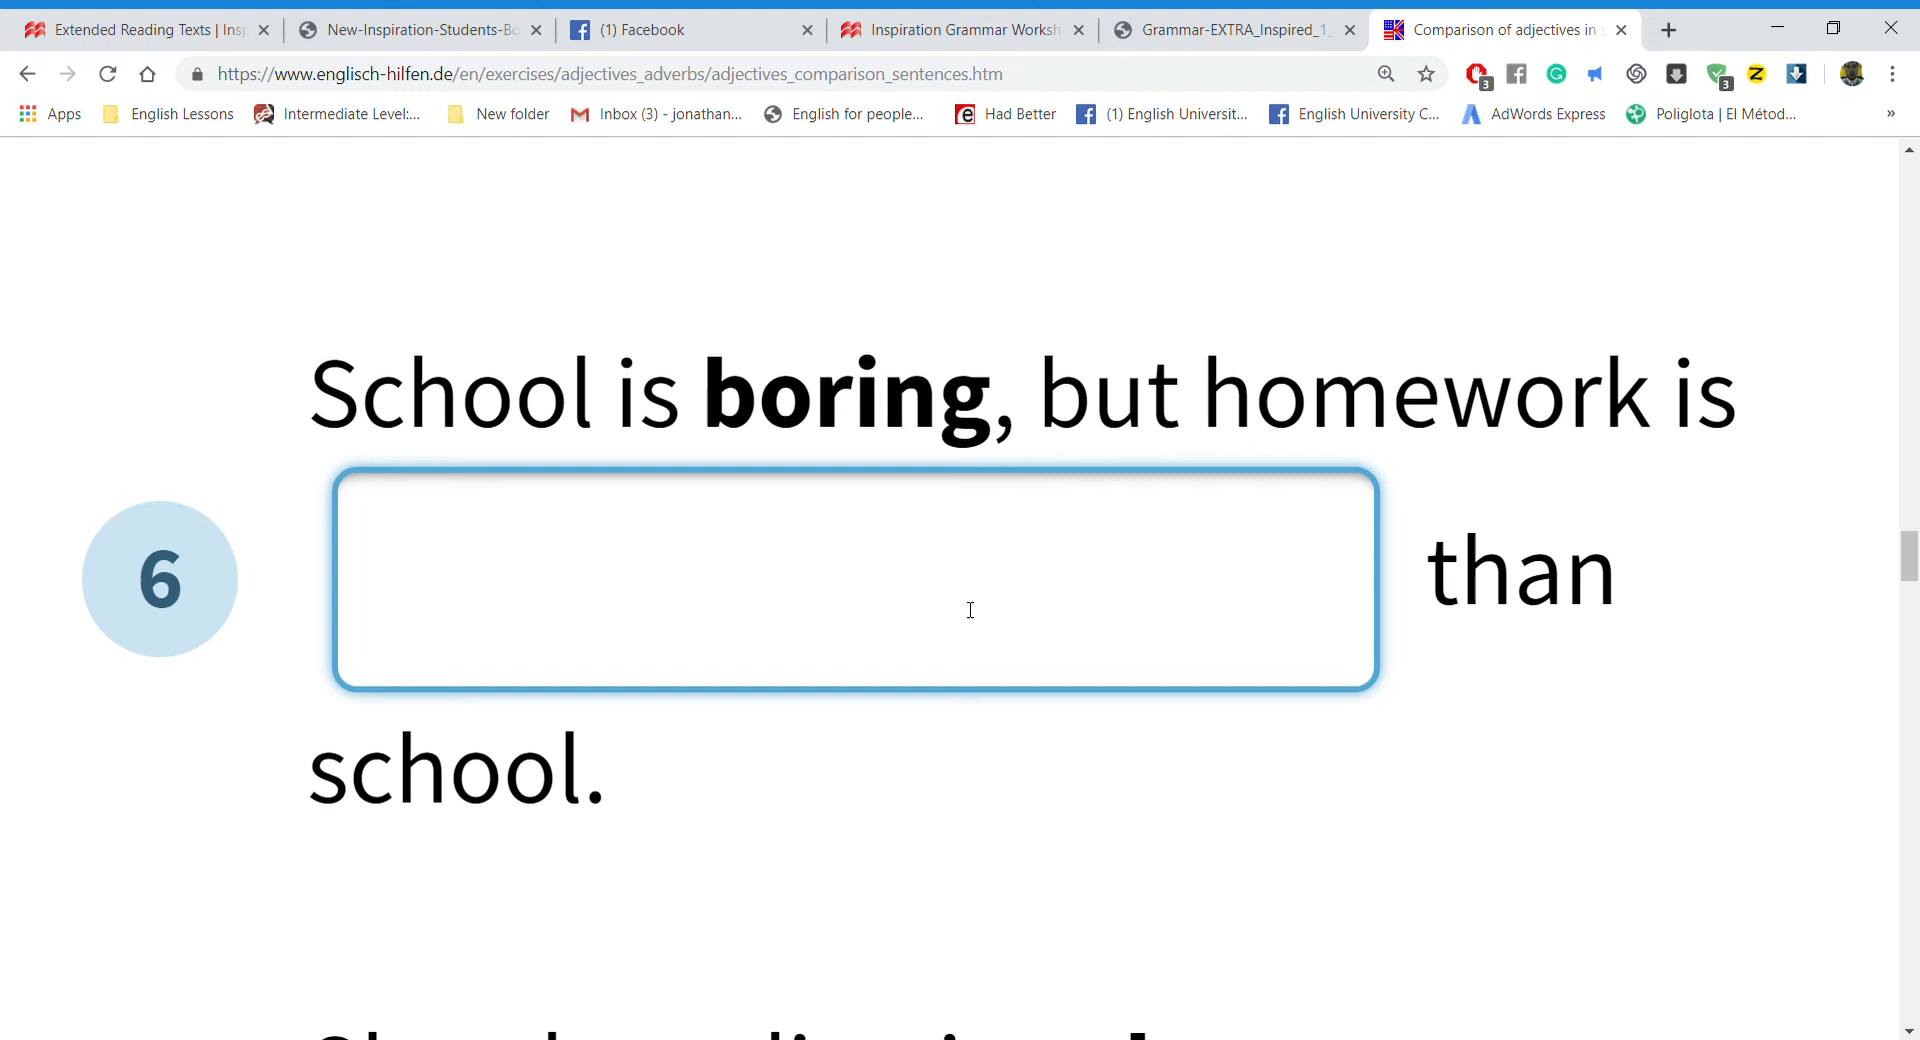 Extended Reading Texts | Insp
New-Inspiration-Students-Bo
(1) Facebook
Inspiration Grammar Worksh
Grammar-EXTRA_Inspired_1_
Comparison of adjectives in s
https://www.englisch-hilfen.de/en/exercises/adjectives_adverbs/adjectives_comparison_sentences.htm
3
3
Apps
English Lessons
Intermediate Level:...
New folder
Inbox (3) - jonathan...
English for people...
Had Better
(1) English Universit...
English University C...
AdWords Express
Poliglota | El Métod...
»
School is boring, but homework is
6
than
school.